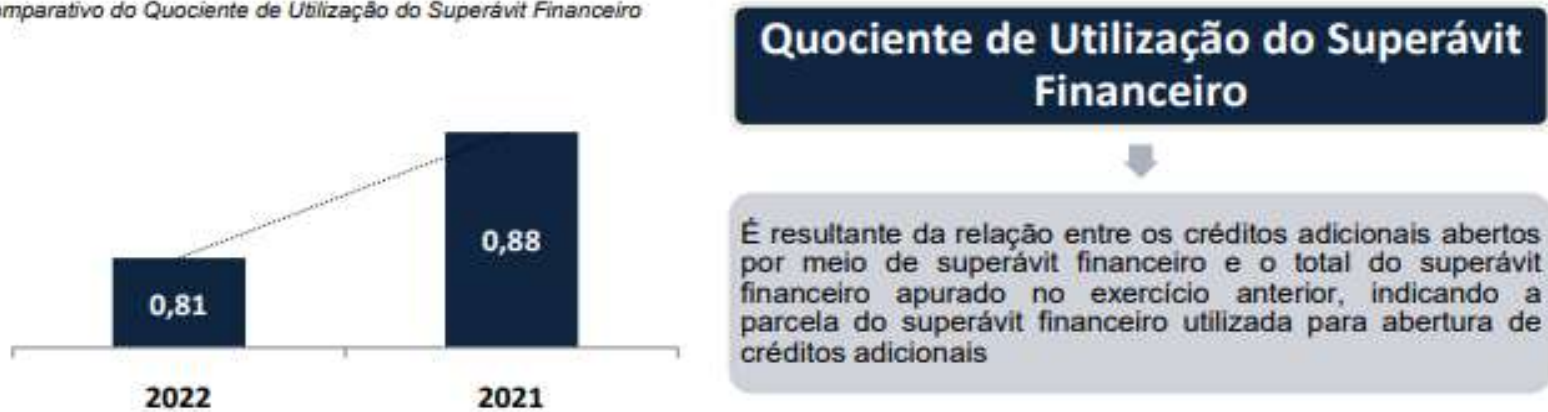 mparativo do Quociente de Utilização do Superávit Financeiro
0,81
0,88
2022
2021
Quociente de Utilização do Superávit
Financeiro
É resultante da relação entre os créditos adicionais abertos
por meio de superávit financeiro e o total do superávit
financeiro apurado no exercício anterior, indicando a
parcela do superávit financeiro utilizada para abertura de
créditos adicionais